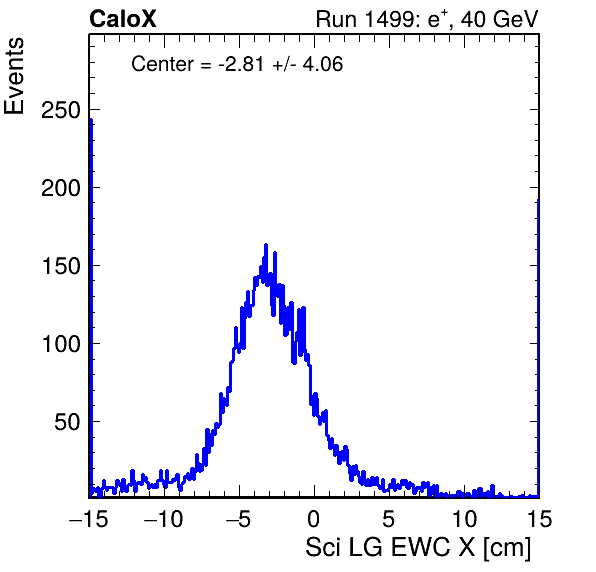 CaloX Run 1499: e⁺, 40 GeV
Center = -2.81 +/- 4.06
Events
250
200
150
100
50
−15 −10 −5 0 5 10 15
Sci LG EWC X [cm]